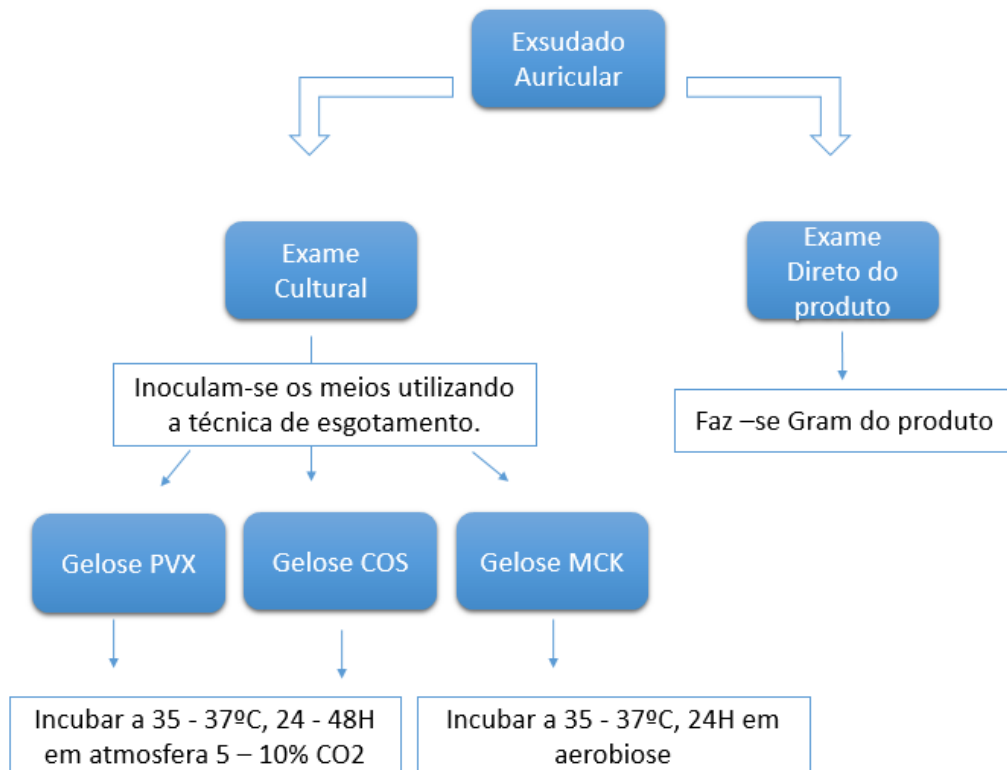 Exsudado
Auricular
Exame
Cultural
Exame
Direto do
produto
Inoculam-se os meios utilizando
a técnica de esgotamento.
Faz –se Gram do produto
Gelose PVX
Gelose COS
Gelose MCK
Incubar a 35 - 37ºC, 24 - 48H
em atmosfera 5 – 10% CO2
Incubar a 35 - 37ºC, 24H em
aerobiose